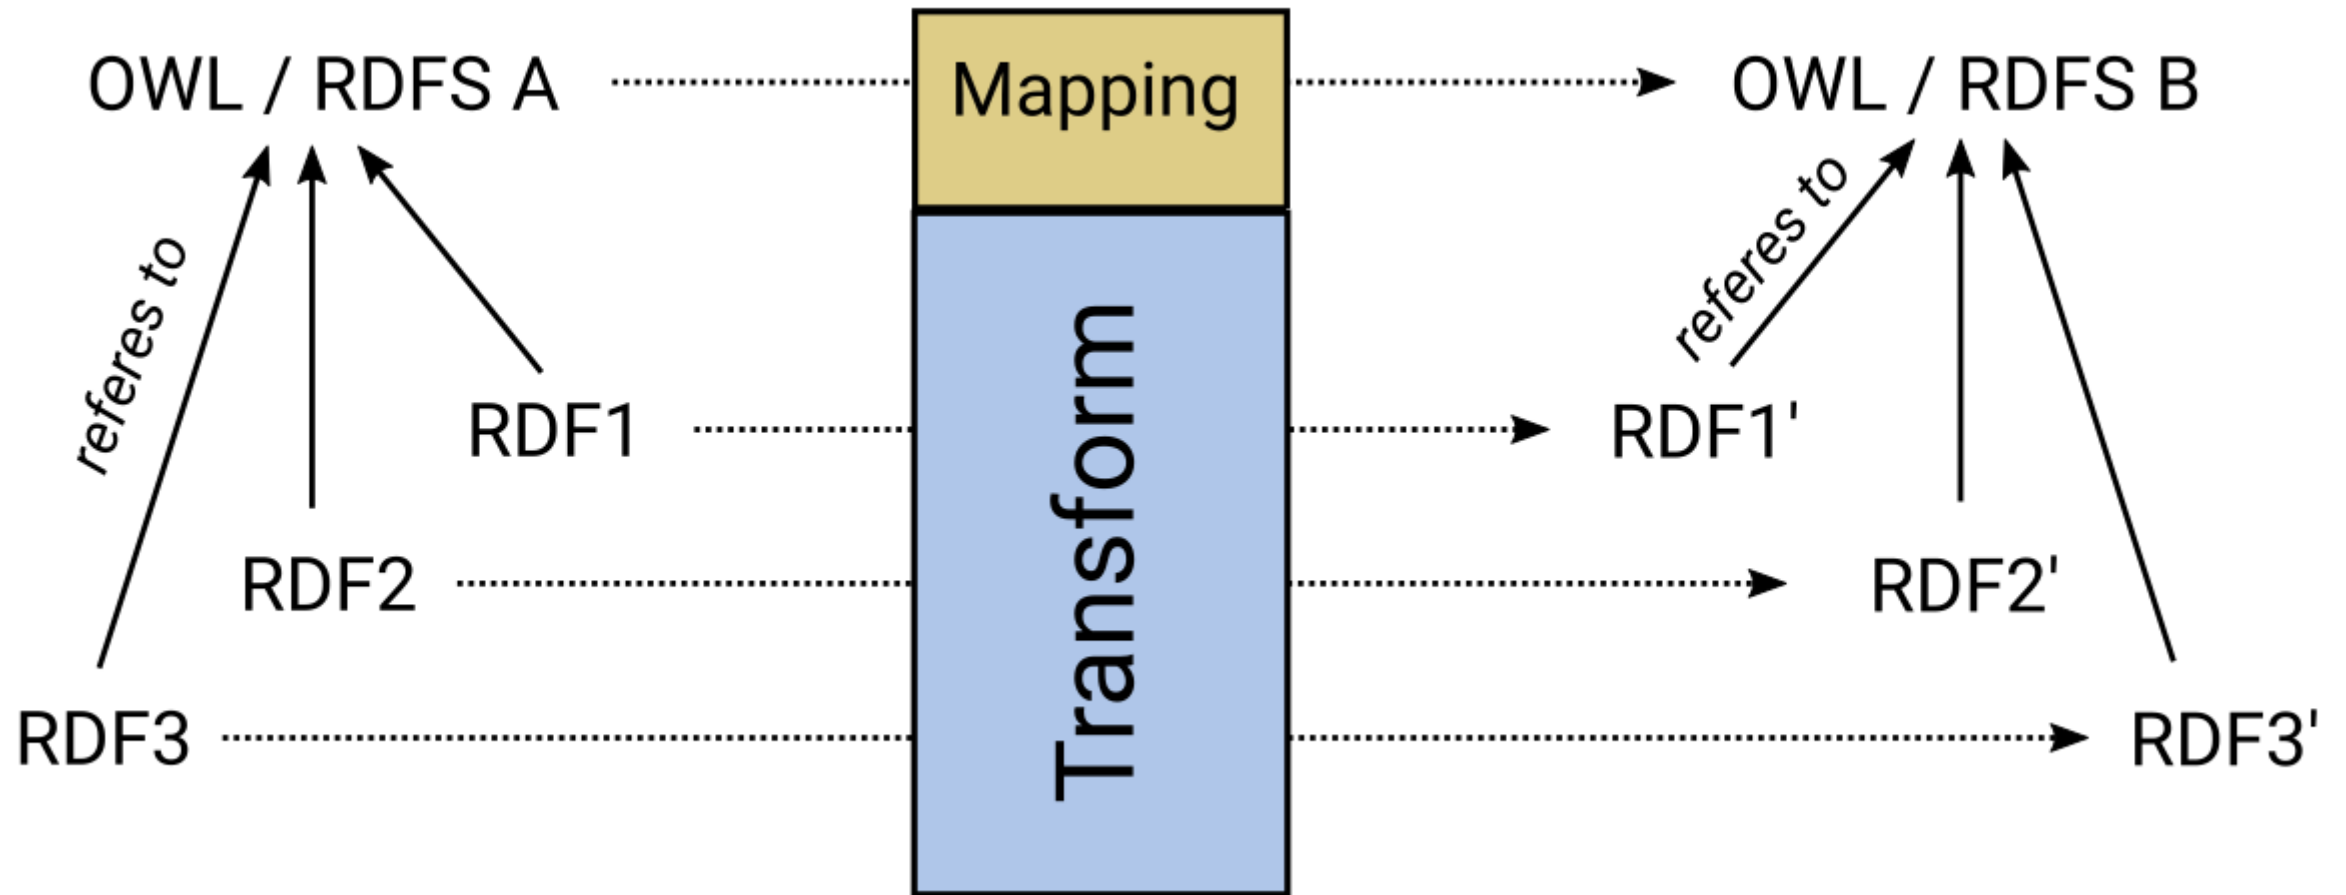 OWL / RDFS A
Mapping
OWL / RDFS B
referes to
referes to
RDF1
Transform
RDF1'
RDF2
RDF2'
RDF3
RDF3'